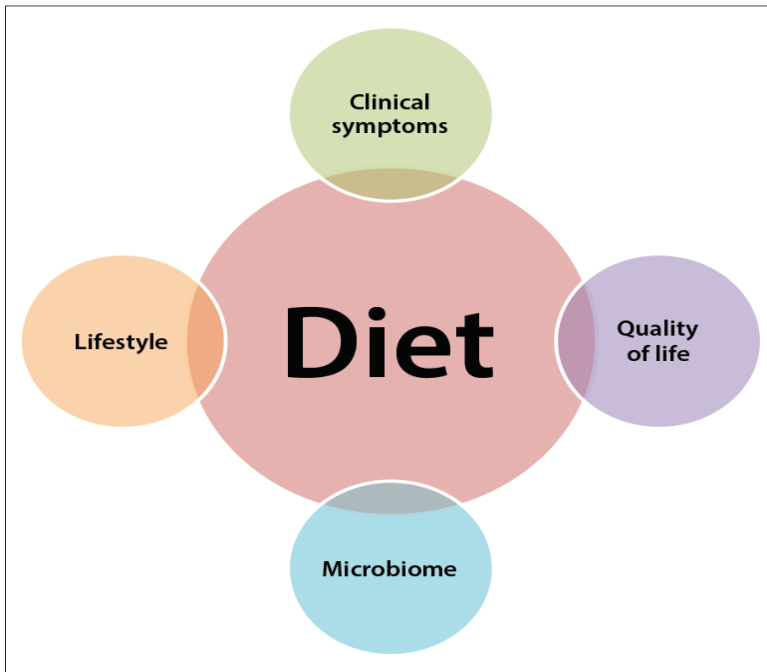 Clinical
symptoms
Lifestyle
Diet
Quality
of life
Microbiome